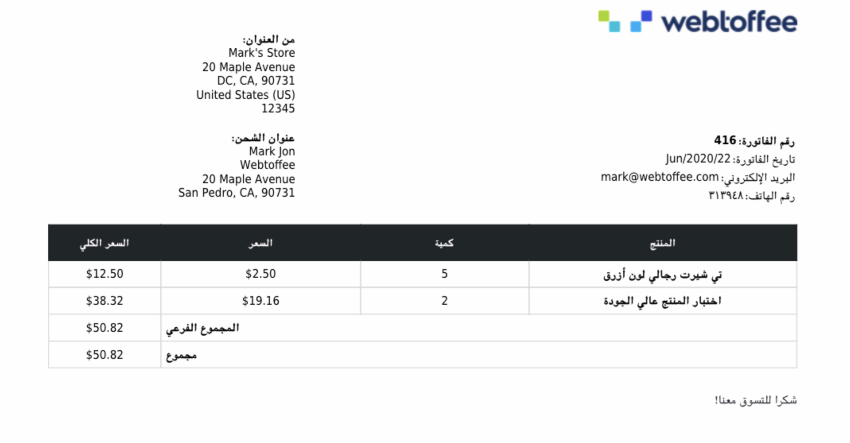 webtoffee
من العنوان:
Mark's Store
20 Maple Avenue
DC, CA, 90731
United States (US)
12345
رقم الفاتورة: 416
تاريخ الفاتورة: 22/Jun/2020
البريد الإلكتروني: mark@webtoffee.com
رقم الهاتف: ٣١٣٩٤٨
عنوان الشحن:
Mark Jon
Webtoffee
20 Maple Avenue
San Pedro, CA, 90731
المنتج كمية السعر السعر الكلي
تي شيرت رجالي لون أزرق 5 $2.50 $12.50
اختبار المنتج عالي الجودة 2 $19.16 $38.32
المجموع الفرعي $50.82
مجموع $50.82
شكرا للتسوق معنا!